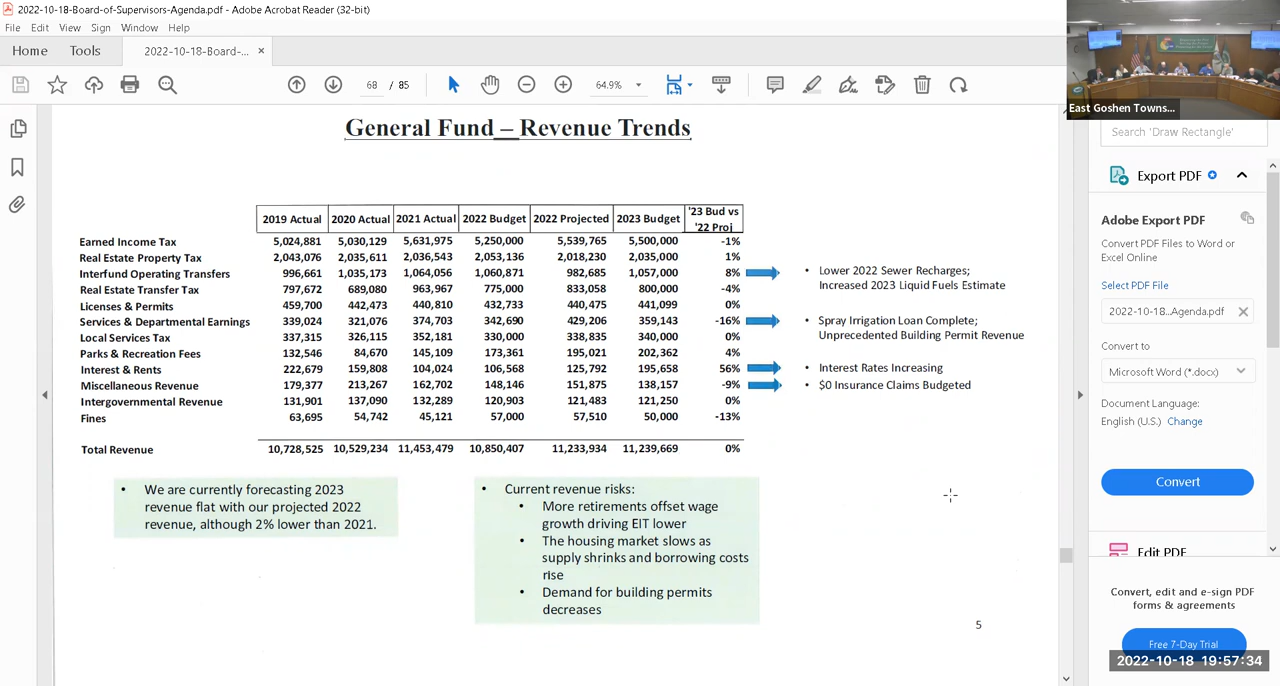 2022-10-18-Board-of-Supervisors-Agenda.pdf - Adobe Acrobat Reader (32-bit)
File Edit View Sign Window Help
Home Tools 2022-10-18-Board-... ×
68 / 85 64.9%
East Goshen Towns...
Search 'Draw Rectangle'
General Fund – Revenue Trends
2019 Actual 2020 Actual 2021 Actual 2022 Budget 2022 Projected 2023 Budget '23 Bud vs '22 Proj
Earned Income Tax 5,024,881 5,030,129 5,631,975 5,250,000 5,539,765 5,500,000 -1%
Real Estate Property Tax 2,043,076 2,035,611 2,036,543 2,053,136 2,018,230 2,035,000 1%
Interfund Operating Transfers 996,661 1,035,173 1,064,056 1,060,871 982,685 1,057,000 8%
• Lower 2022 Sewer Recharges;
Increased 2023 Liquid Fuels Estimate
Real Estate Transfer Tax 797,672 689,080 963,967 775,000 833,058 800,000 -4%
Licenses & Permits 459,700 442,473 440,810 432,733 440,475 441,099 0%
Services & Departmental Earnings 339,024 321,076 374,703 342,690 429,206 359,143 -16%
• Spray Irrigation Loan Complete;
Unprecedented Building Permit Revenue
Local Services Tax 337,315 326,115 352,181 330,000 338,835 340,000 0%
Parks & Recreation Fees 132,546 84,670 145,109 173,361 195,021 202,362 4%
Interest & Rents 222,679 159,808 104,024 106,568 125,792 195,658 56% • Interest Rates Increasing
Miscellaneous Revenue 179,377 213,267 162,702 148,146 151,875 138,157 -9% • $0 Insurance Claims Budgeted
Intergovernmental Revenue 131,901 137,090 132,289 120,903 121,483 121,250 0%
Fines 63,695 54,742 45,121 57,000 57,510 50,000 -13%
Total Revenue 10,728,525 10,529,234 11,453,479 10,850,407 11,233,934 11,239,669 0%
• We are currently forecasting 2023
revenue flat with our projected 2022
revenue, although 2% lower than 2021.
• Current revenue risks:
• More retirements offset wage
growth driving EIT lower
• The housing market slows as
supply shrinks and borrowing costs
rise
• Demand for building permits
decreases
5
Export PDF
Adobe Export PDF
Convert PDF Files to Word or
Excel Online
Select PDF File
2022-10-18...Agenda.pdf ×
Convert to
Microsoft Word (*.docx)
Document Language:
English (U.S.) Change
Convert
Edit PDF
Convert, edit and e-sign PDF
forms & agreements
Free 7-Day Trial
2022-10-18 19:57:34